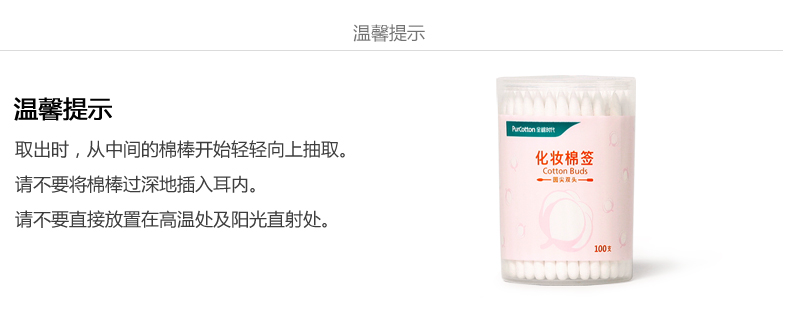 温馨提示
温馨提示
取出时，从中间的棉棒开始轻轻向上抽取。
请不要将棉棒过深地插入耳内。
请不要直接放置在高温处及阳光直射处。
PurCotton 全棉时代
化妆棉签
Cotton Buds
圆尖双头
100支